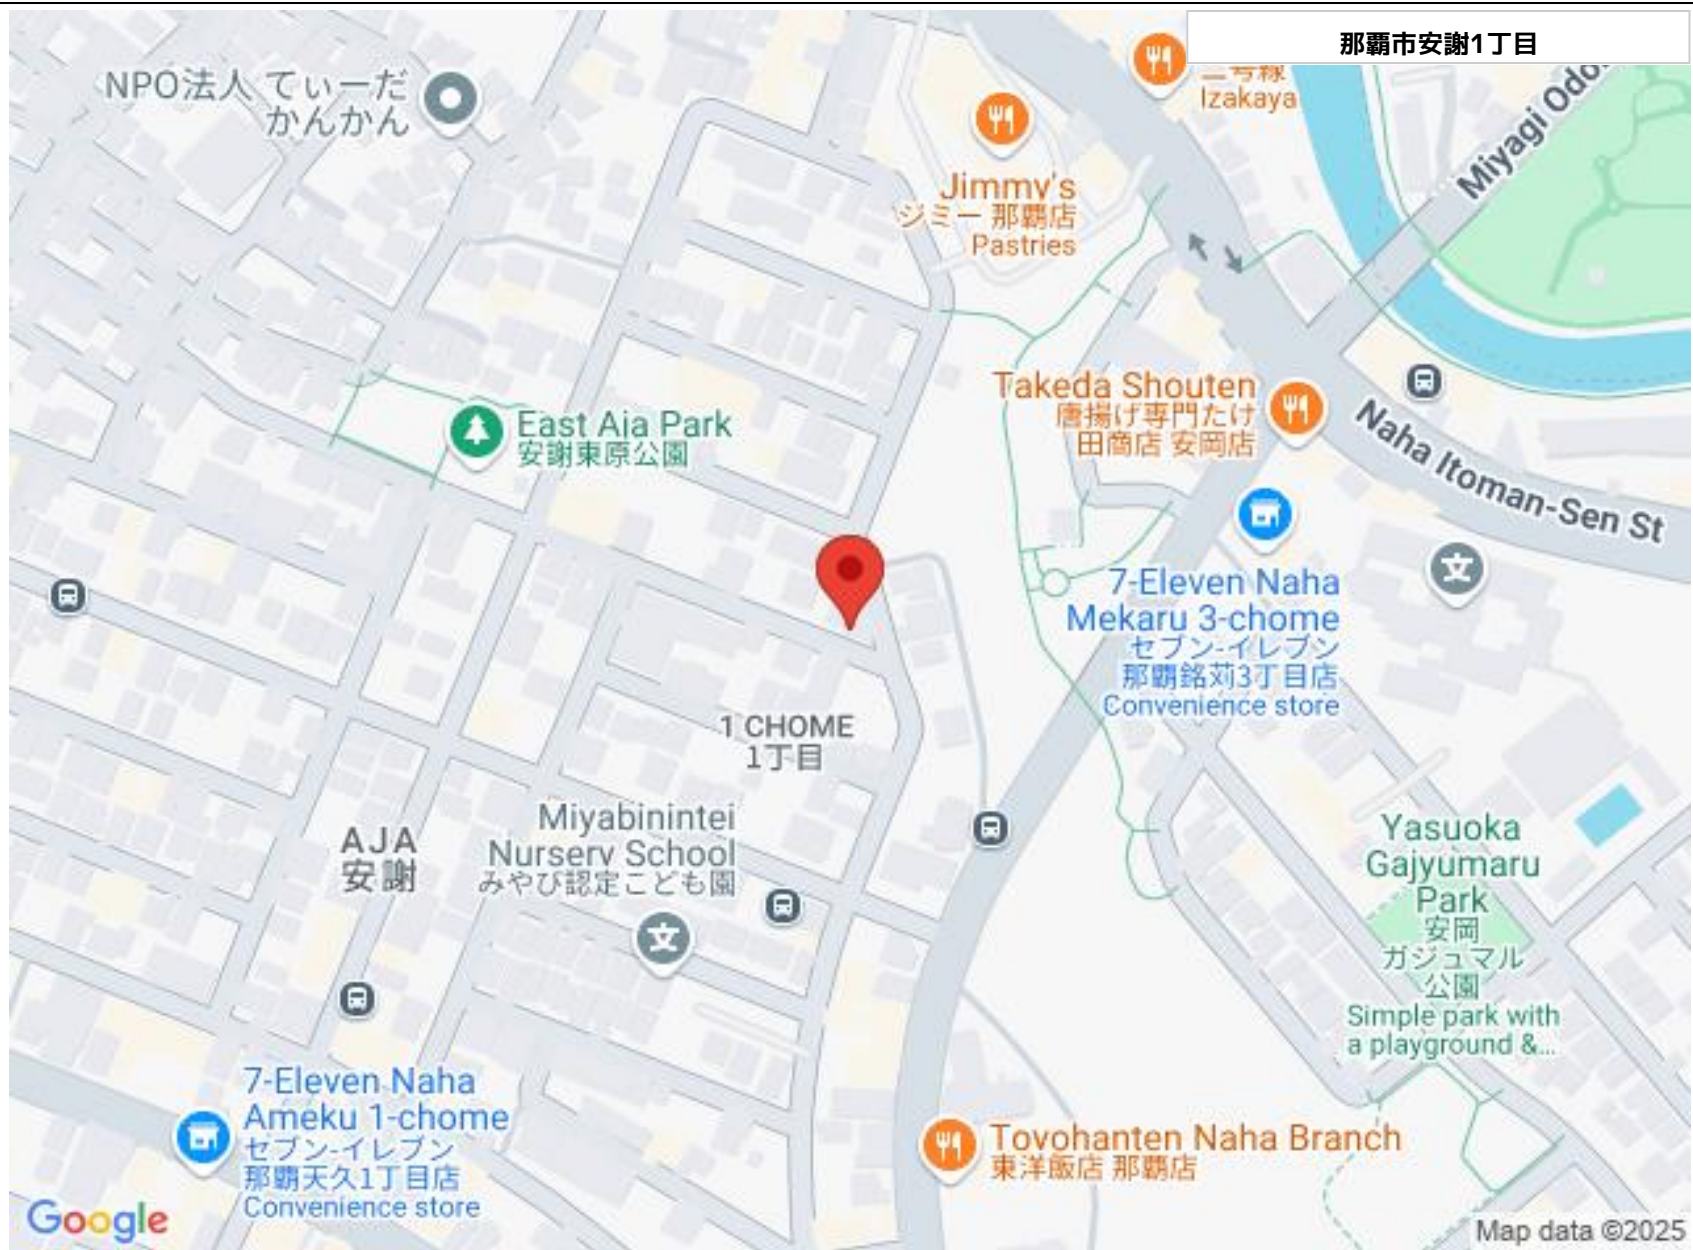 那覇市安謝1丁目
NPO法人 てぃーだ
かんかん
Izakaya
Miyagi
Jimmy's
ジミー 那覇店
Pastries
Takeda Shouten
唐揚げ専門たけ
田商店 安岡店
Naha Itoman-Sen St
East Aja Park
安謝東原公園
7-Eleven Naha
Mekaru 3-chome
セブン-イレブン
那覇銘苅3丁目店
Convenience store
1 CHOME
1丁目
Miyabinintei
Nursery School
みやび認定こども園
AJA
安謝
Yasuoka
Gajyumaru
Park
安岡
ガジュマル
公園
Simple park with
a playground &...
7-Eleven Naha
Ameku 1-chome
セブン-イレブン
那覇天久1丁目店
Convenience store
Toyohanten Naha Branch
東洋飯店 那覇店
Google
Map data ©2025